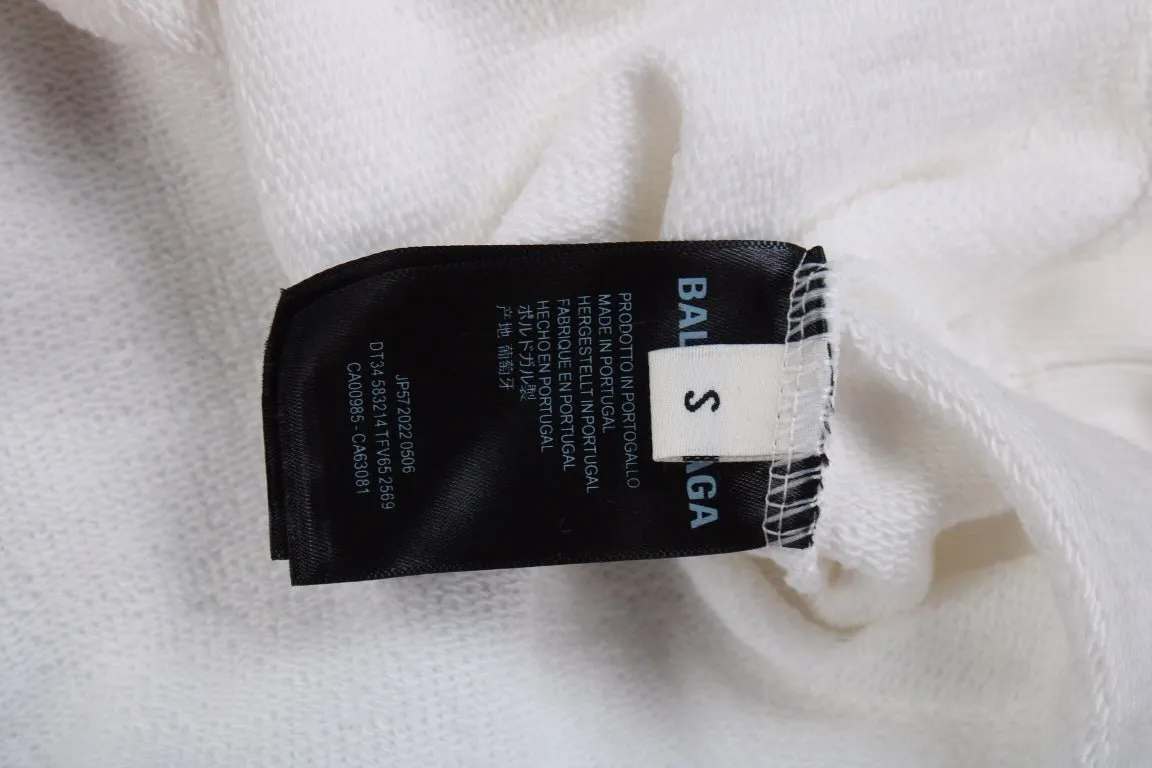 BAL AGA
S
PRODOTTO IN PORTOGALLO
MADE IN PORTUGAL
HERGESTELLT IN PORTUGAL
FABRIQUE EN PORTUGAL
HECHO EN PORTUGAL
ポルトガル製
产地 葡萄牙
JP57 2022 0506
DT34 583214 TFV65 2569
CA00985 - CA63081